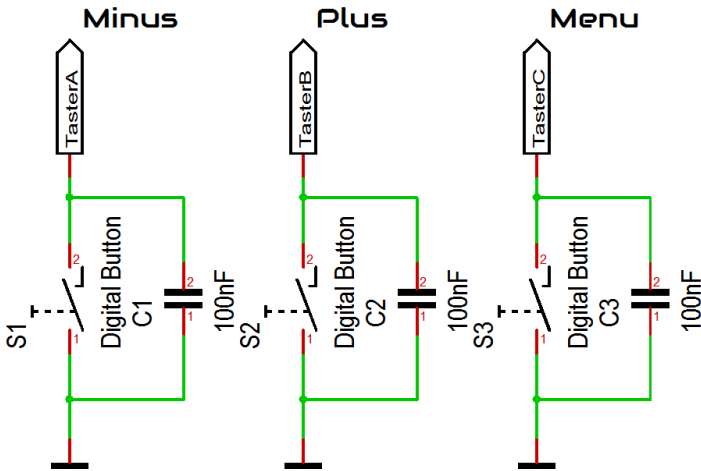 Minus
Plus
Menu
TasterA
TasterB
TasterC
2
Digital Button
2
2
Digital Button
2
2
Digital Button
2
S1
1
C1
1
100nF
S2
1
C2
1
100nF
S3
1
C3
1
100nF